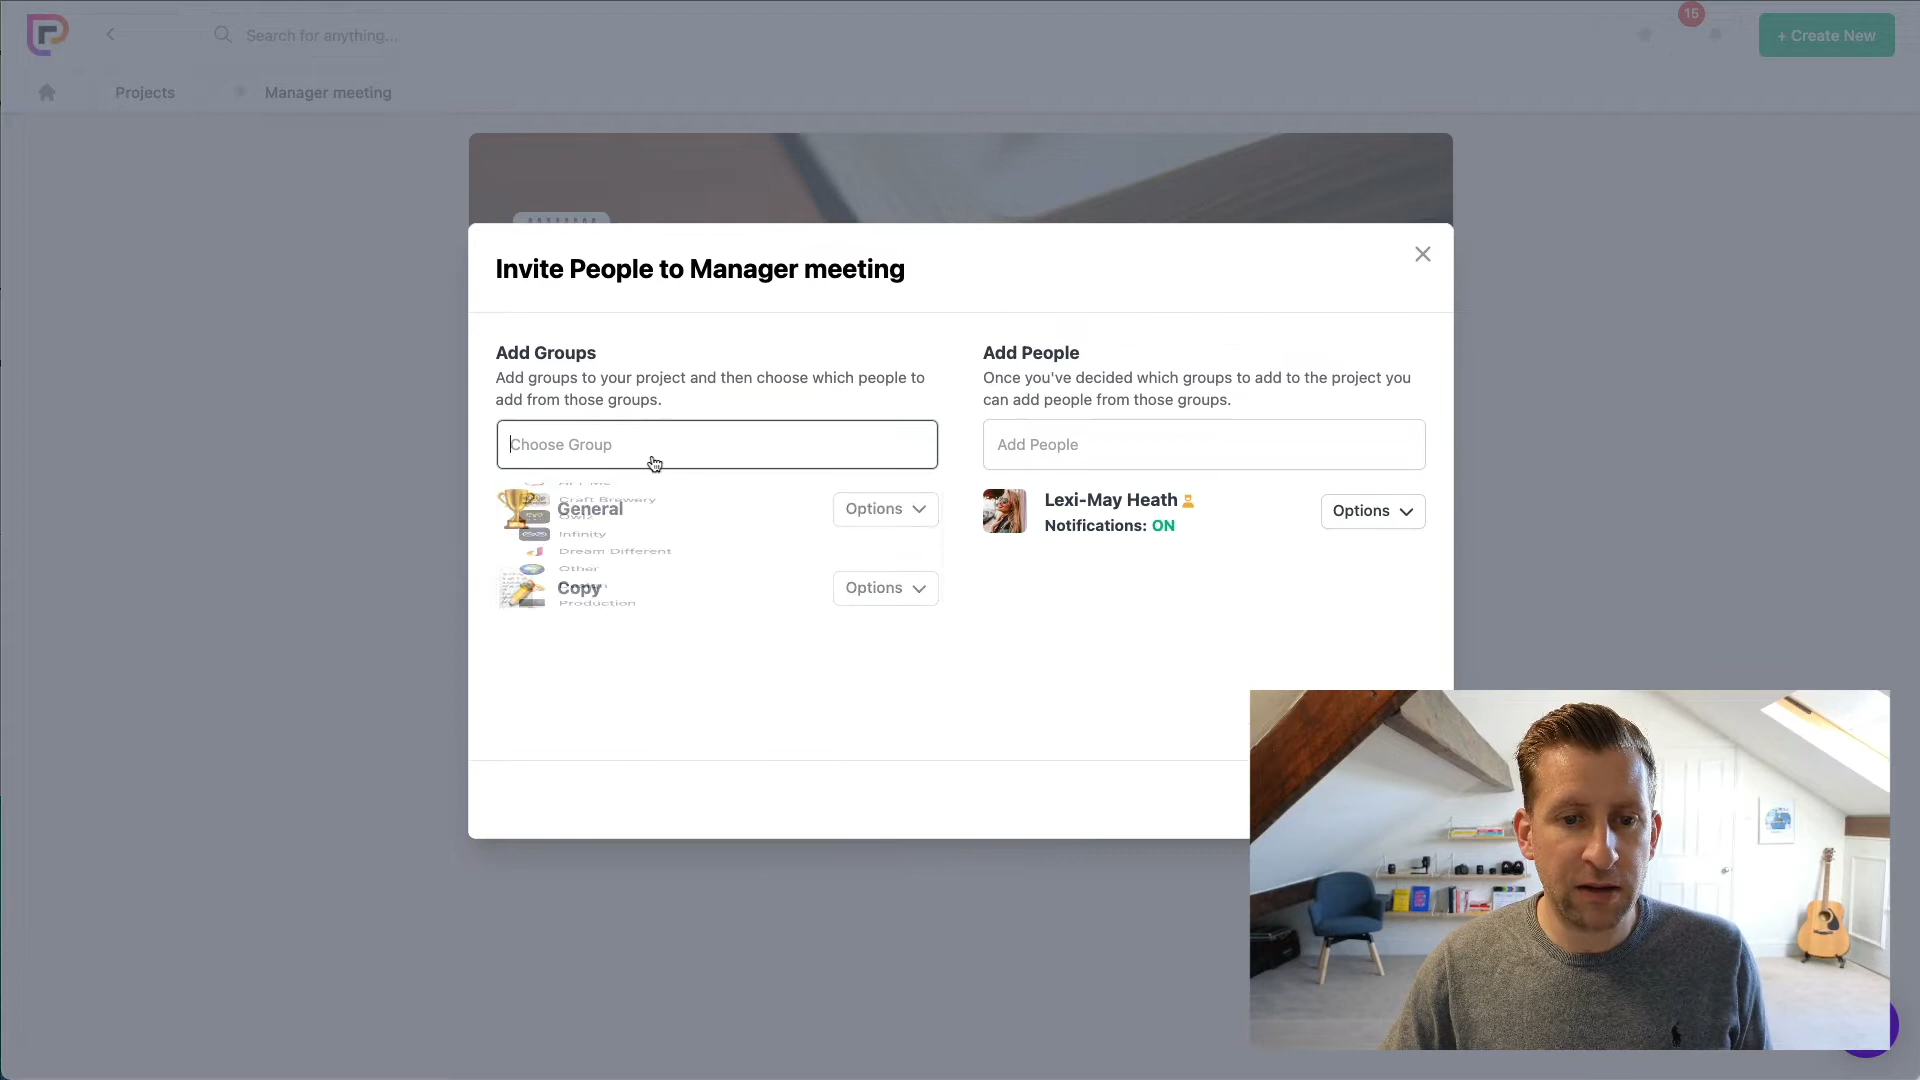 Search for anything...
15
+ Create New
Projects
Manager meeting
Invite People to Manager meeting
Add Groups
Add groups to your project and then choose which people to
add from those groups.
Choose Group
Craft Brewery
General
Options
Infinity
Dream Different
Other
Copy
Options
Production
Add People
Once you've decided which groups to add to the project you
can add people from those groups.
Add People
Lexi-May Heath
Notifications: ON
Options